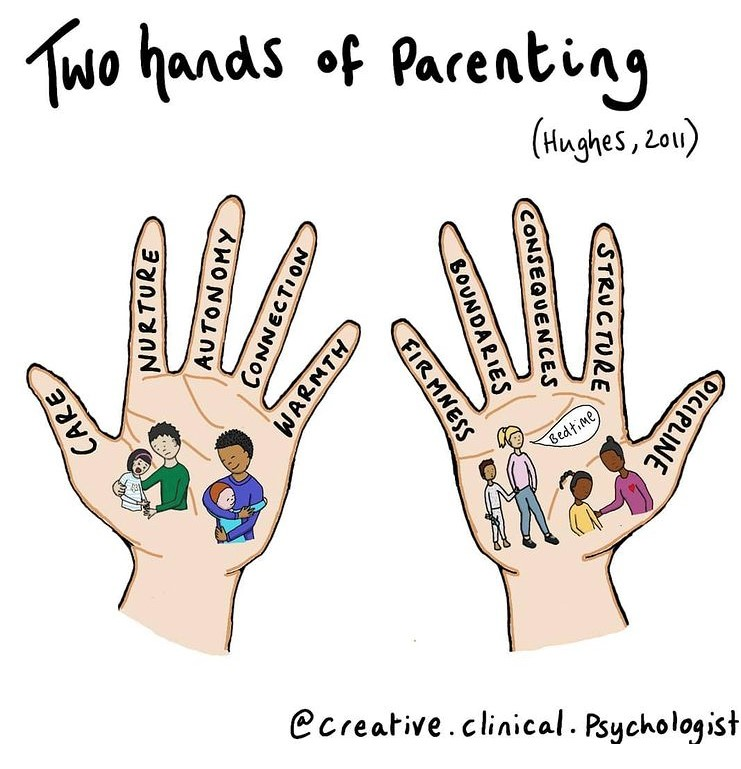 Two hands of Parenting
(Hughes, 2011)
CARE
NURTURE
AUTONOMY
CONNECTION
WARMTH
FIRMNESS
BOUNDARIES
CONSEQUENCES
STRUCTURE
DICIPLINE
Bedtime
@creative.clinical.Psychologist